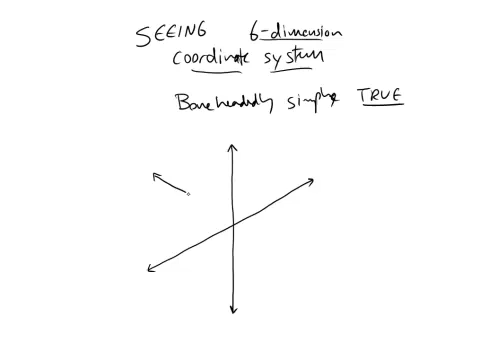 SEEING 6-dimension
coordinate system
Boneheadedly simple TRUE